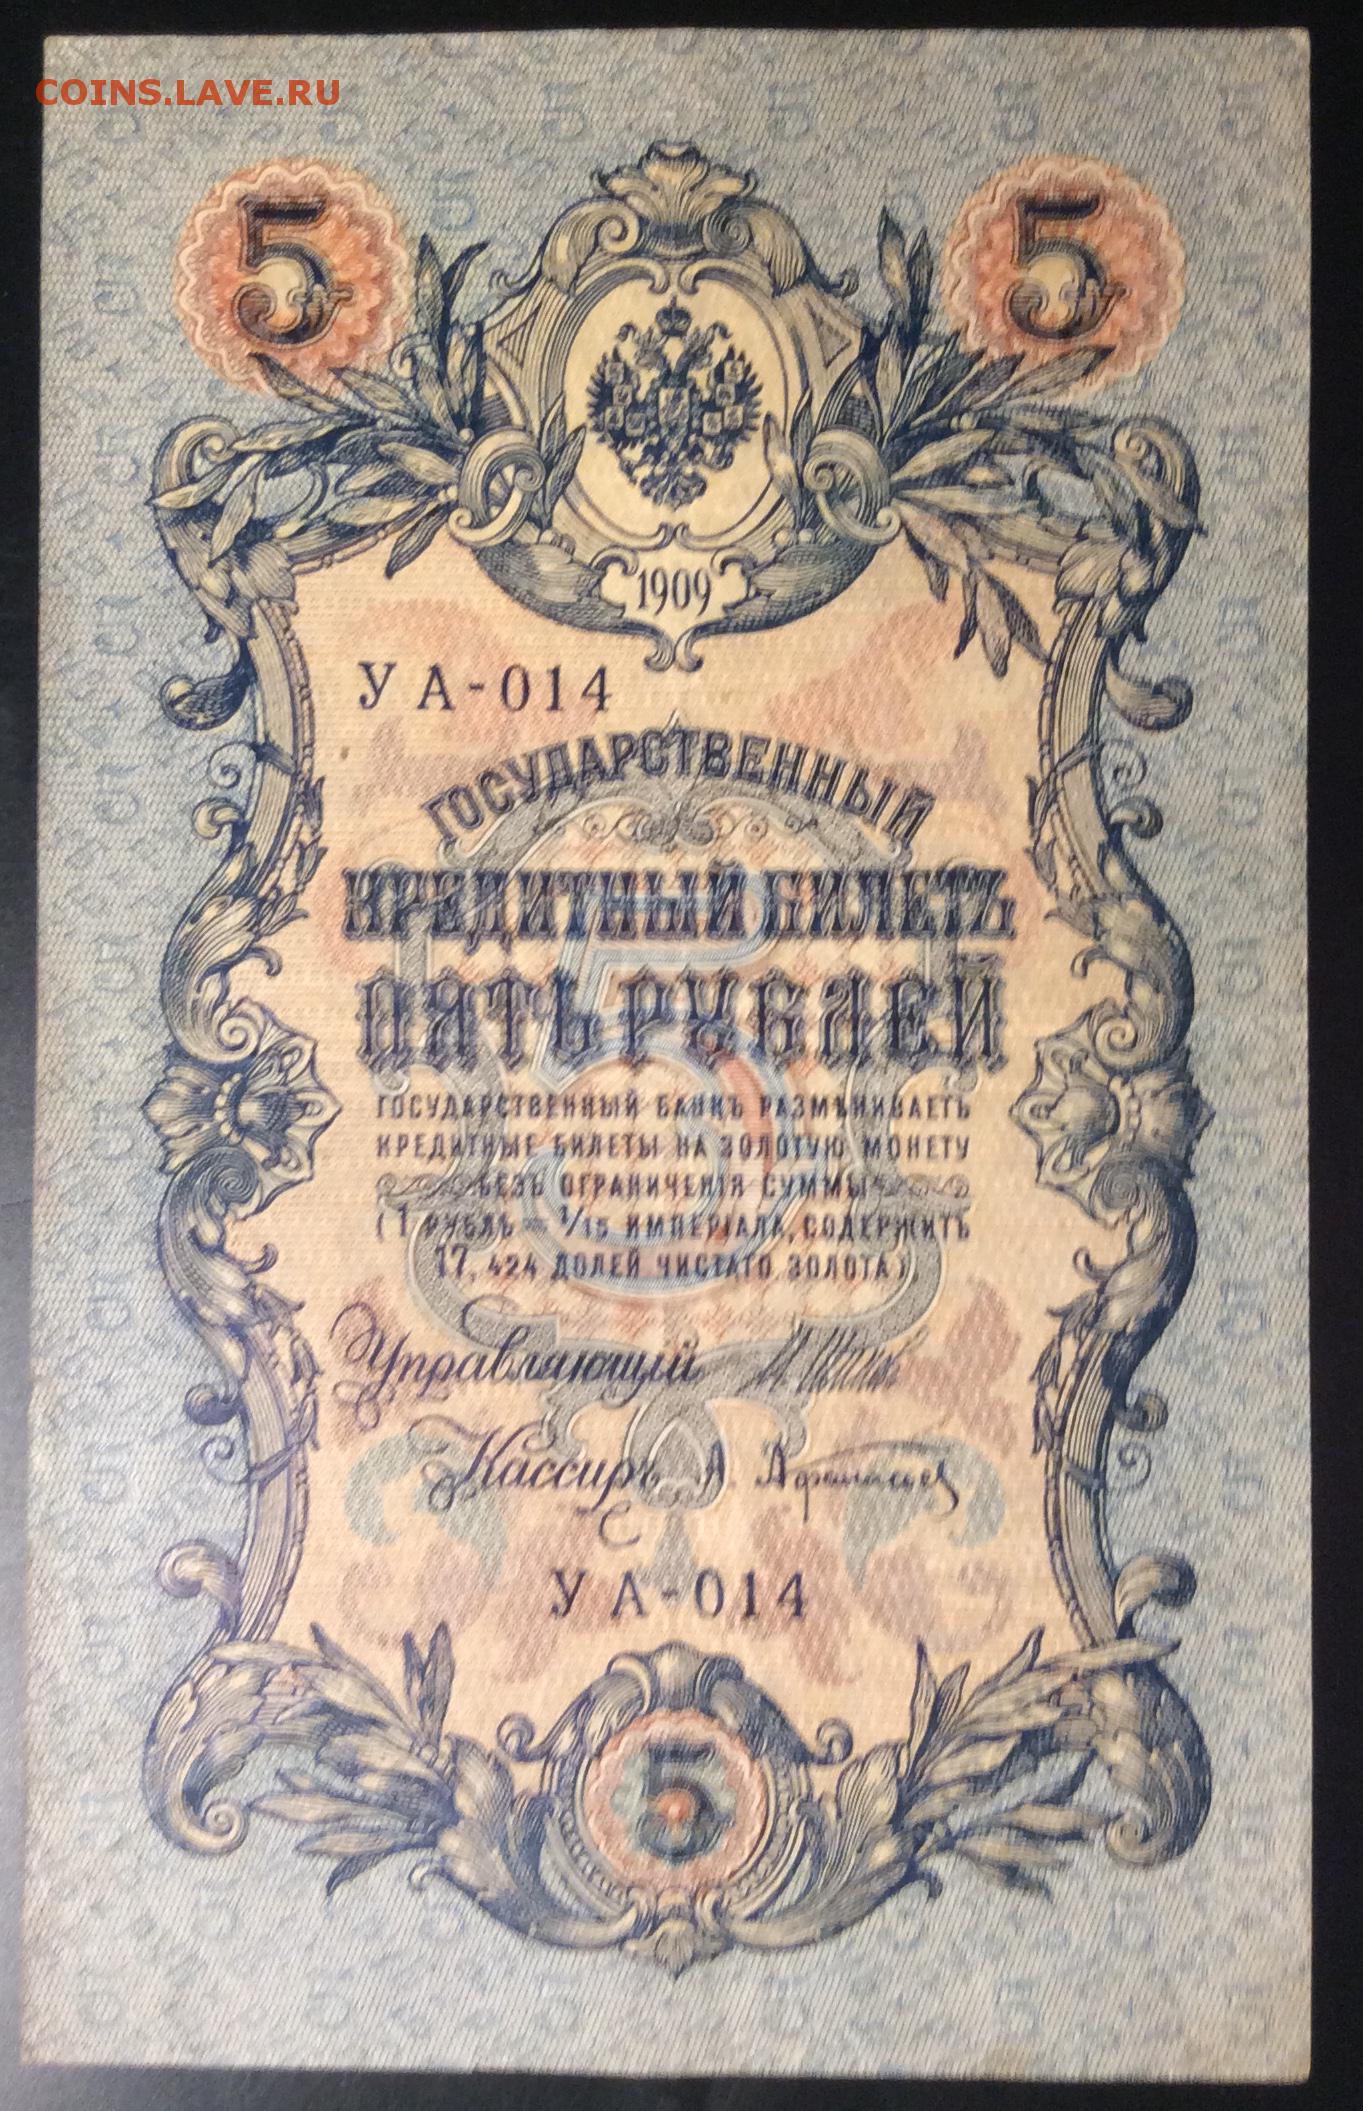 COINS.LAVE.RU
5 5
1909
УА-014
ГОСУДАРСТВЕННЫЙ
КРЕДИТНЫЙ БИЛЕТЪ
ПЯТЬ РУБЛЕЙ
ГОСУДАРСТВЕННЫЙ БАНКЪ РАЗМѢНИВАЕТЪ
КРЕДИТНЫЕ БИЛЕТЫ НА ЗОЛОТУЮ МОНЕТУ
БЕЗЪ ОГРАНИЧЕНІЯ СУММЫ
(1 РУБЛЬ = 1/15 ИМПЕРІАЛА, СОДЕРЖИТЪ
17,424 ДОЛЕЙ ЧИСТАГО ЗОЛОТА)
Управляющій
Кассиръ А. Афанасьев
УА-014
5